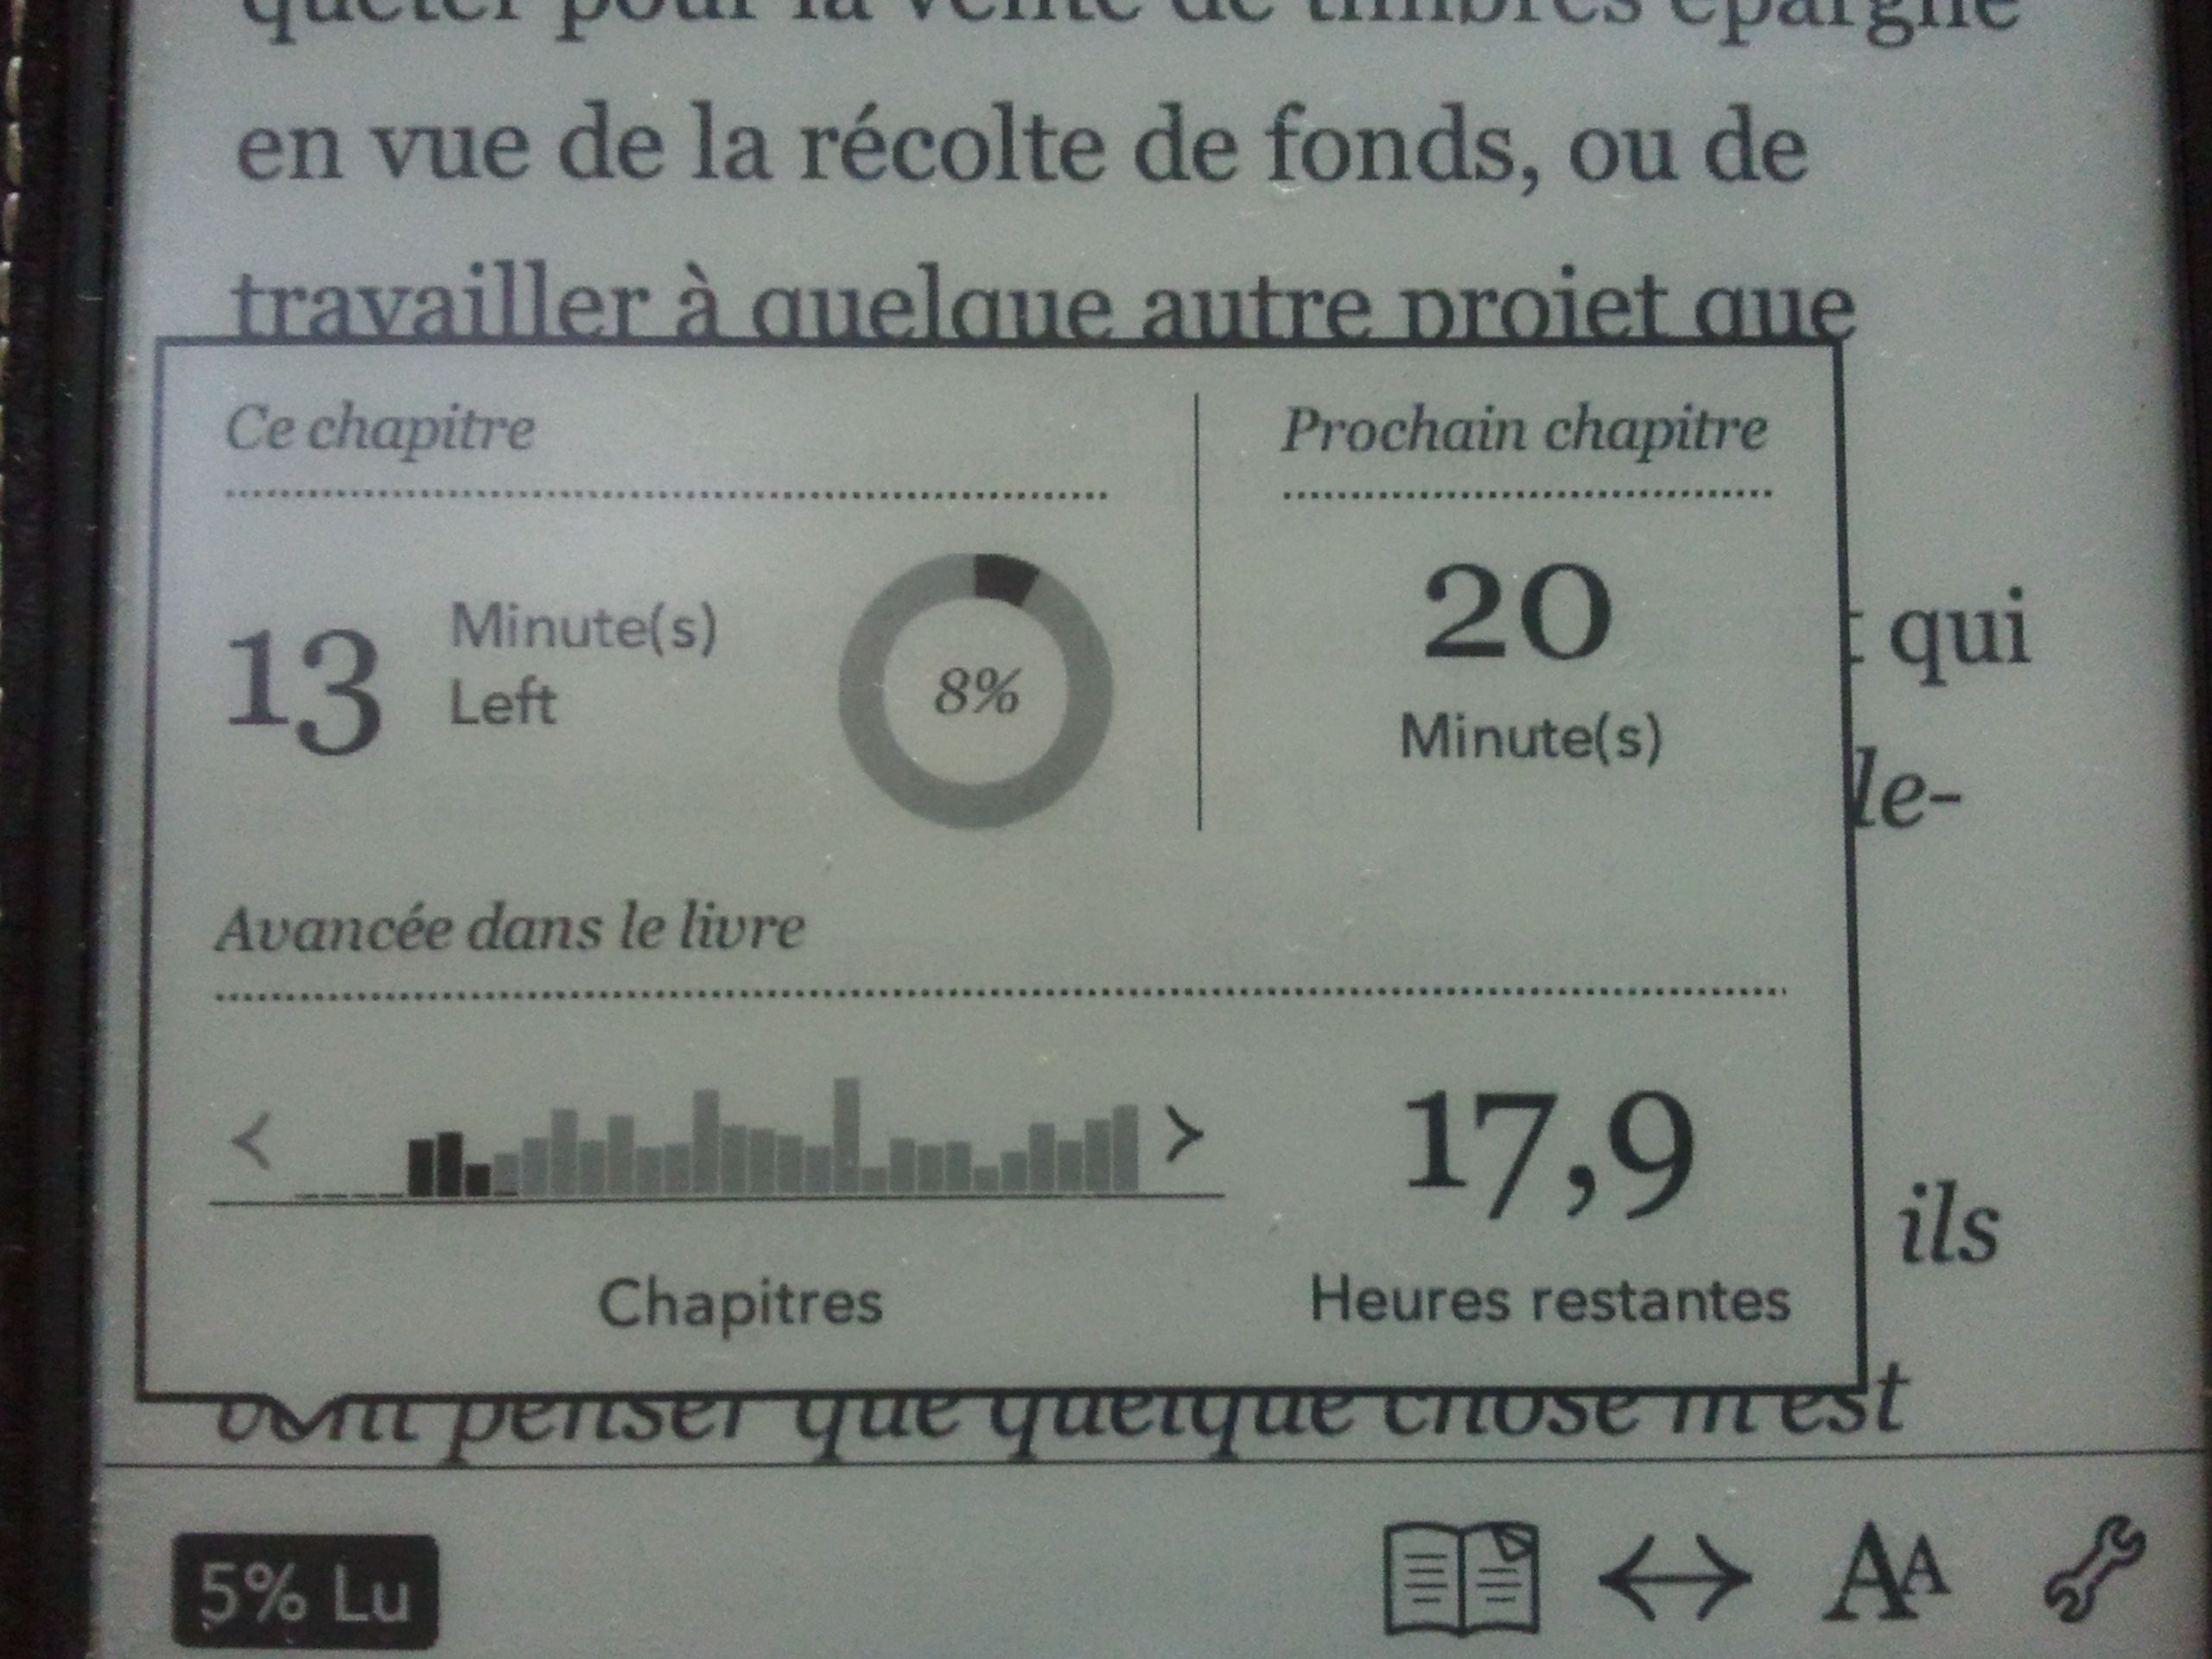 quêter pour la vente de timbres épargne
en vue de la récolte de fonds, ou de
travailler à quelque autre projet que
Ce chapitre
13 Minute(s)
Left
8%
Prochain chapitre
20
Minute(s)
qui
le-
Avancée dans le livre
< >
Chapitres
17,9
Heures restantes
ils
penser que quelque chose m'est
5% Lu
AA